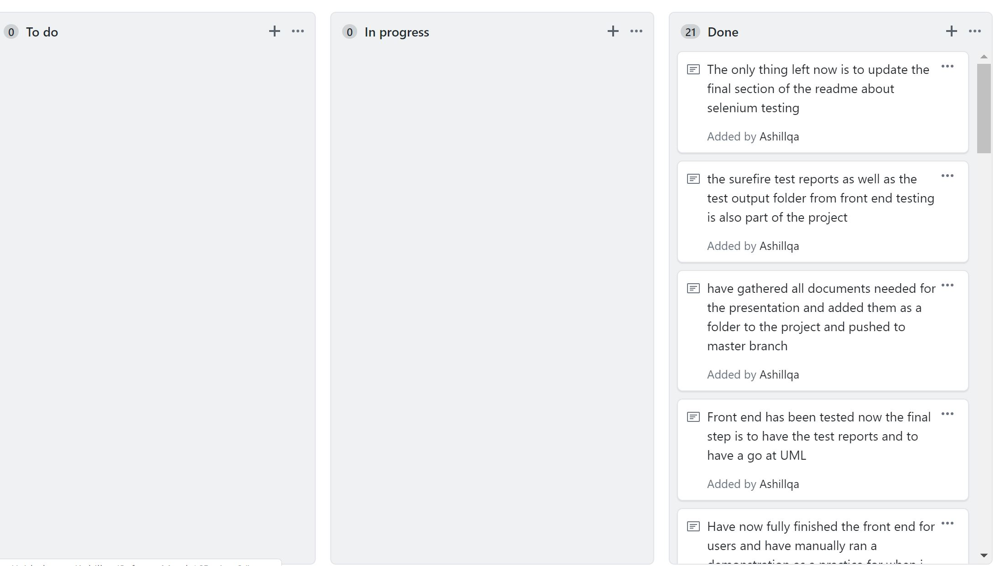 0 To do
0 In progress
21 Done
The only thing left now is to update the
final section of the readme about
selenium testing
Added by Ashillqa
the surefire test reports as well as the
test output folder from front end testing
is also part of the project
Added by Ashillqa
have gathered all documents needed for
the presentation and added them as a
folder to the project and pushed to
master branch
Added by Ashillqa
Front end has been tested now the final
step is to have the test reports and to
have a go at UML
Added by Ashillqa
Have now fully finished the front end for
users and have manually ran a
demonstration as a practice for when i